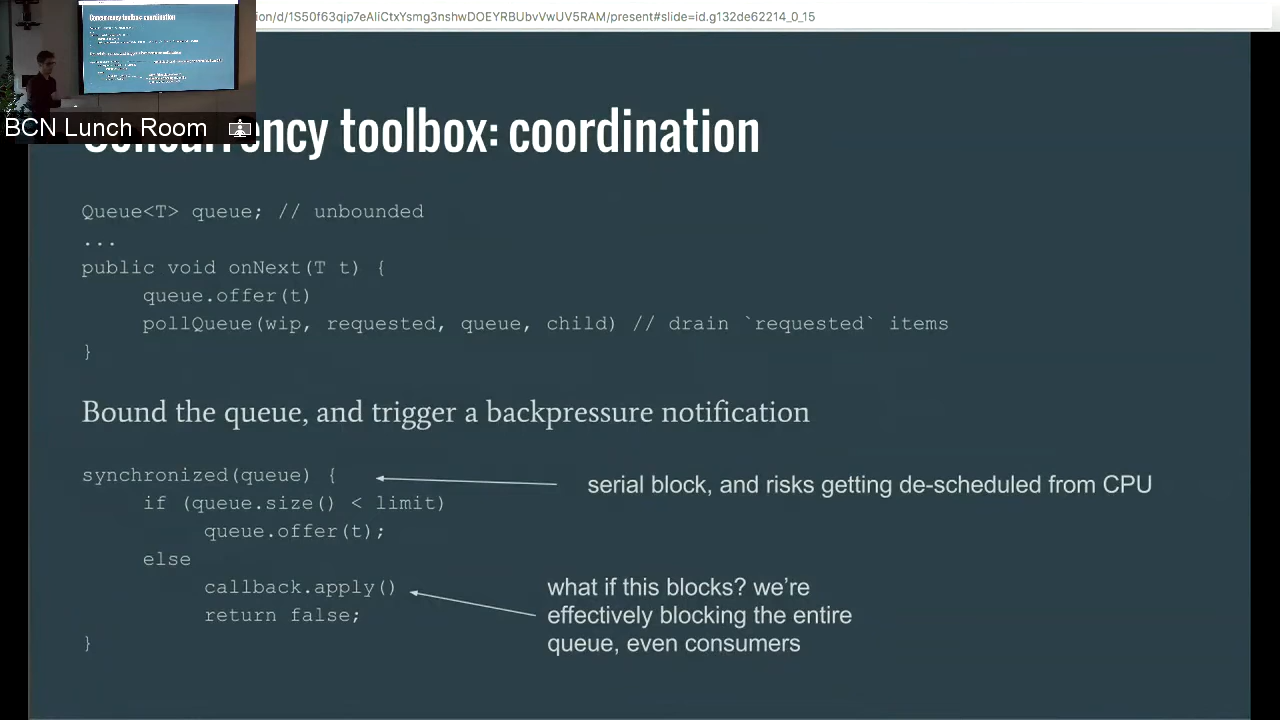 ion/d/1S50f63qip7eAliCtxYsmg3nshwDOEYRBUbvVwUV5RAM/present#slide=id.g132de62214_0_15
Concurrency toolbox: coordination
BCN Lunch Room
Queue<T> queue; // unbounded
...
public void onNext(T t) {
queue.offer(t)
pollQueue(wip, requested, queue, child) // drain `requested` items
}
Bound the queue, and trigger a backpressure notification
synchronized(queue) {
serial block, and risks getting de-scheduled from CPU
if (queue.size() < limit)
queue.offer(t);
else
callback.apply()
return false;
}
what if this blocks? we're
effectively blocking the entire
queue, even consumers